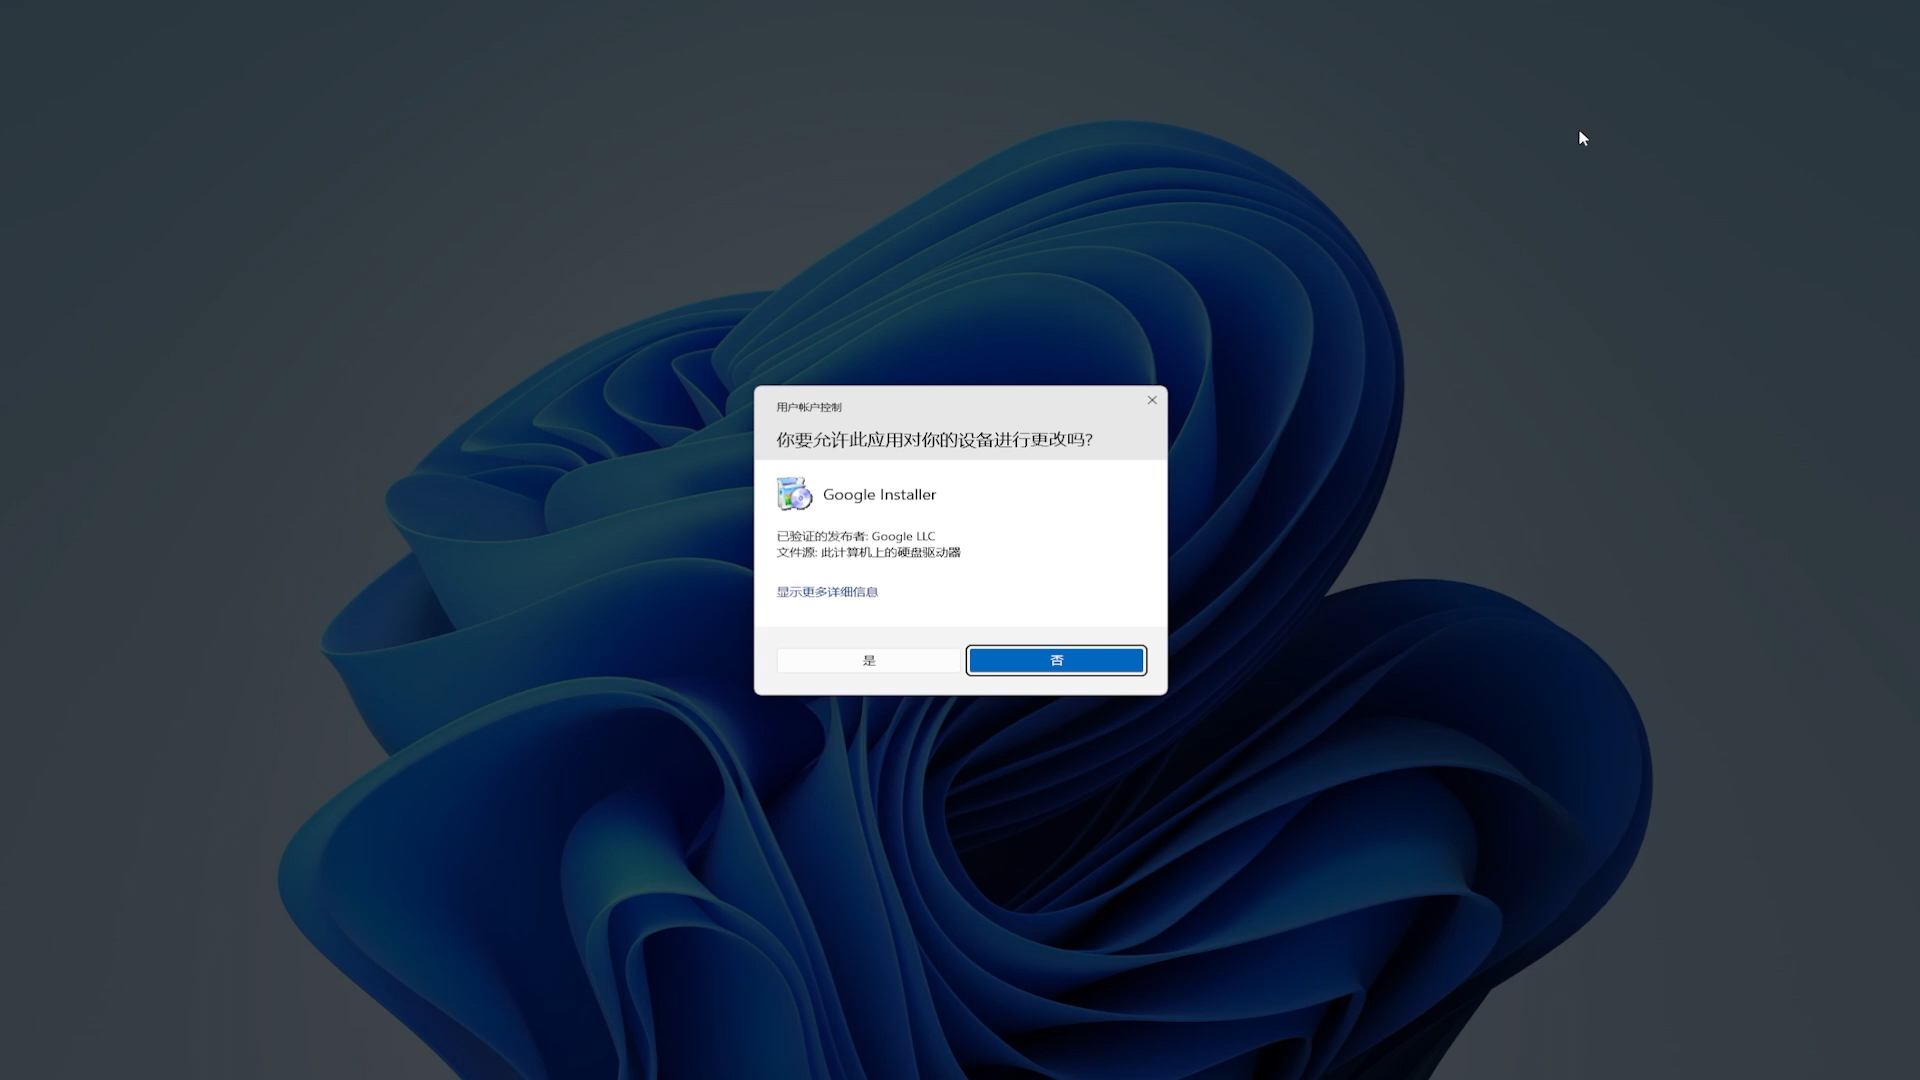 用户帐户控制
你要允许此应用对你的设备进行更改吗?
Google Installer
已验证的发布者: Google LLC
文件源: 此计算机上的硬盘驱动器
显示更多详细信息
是
否